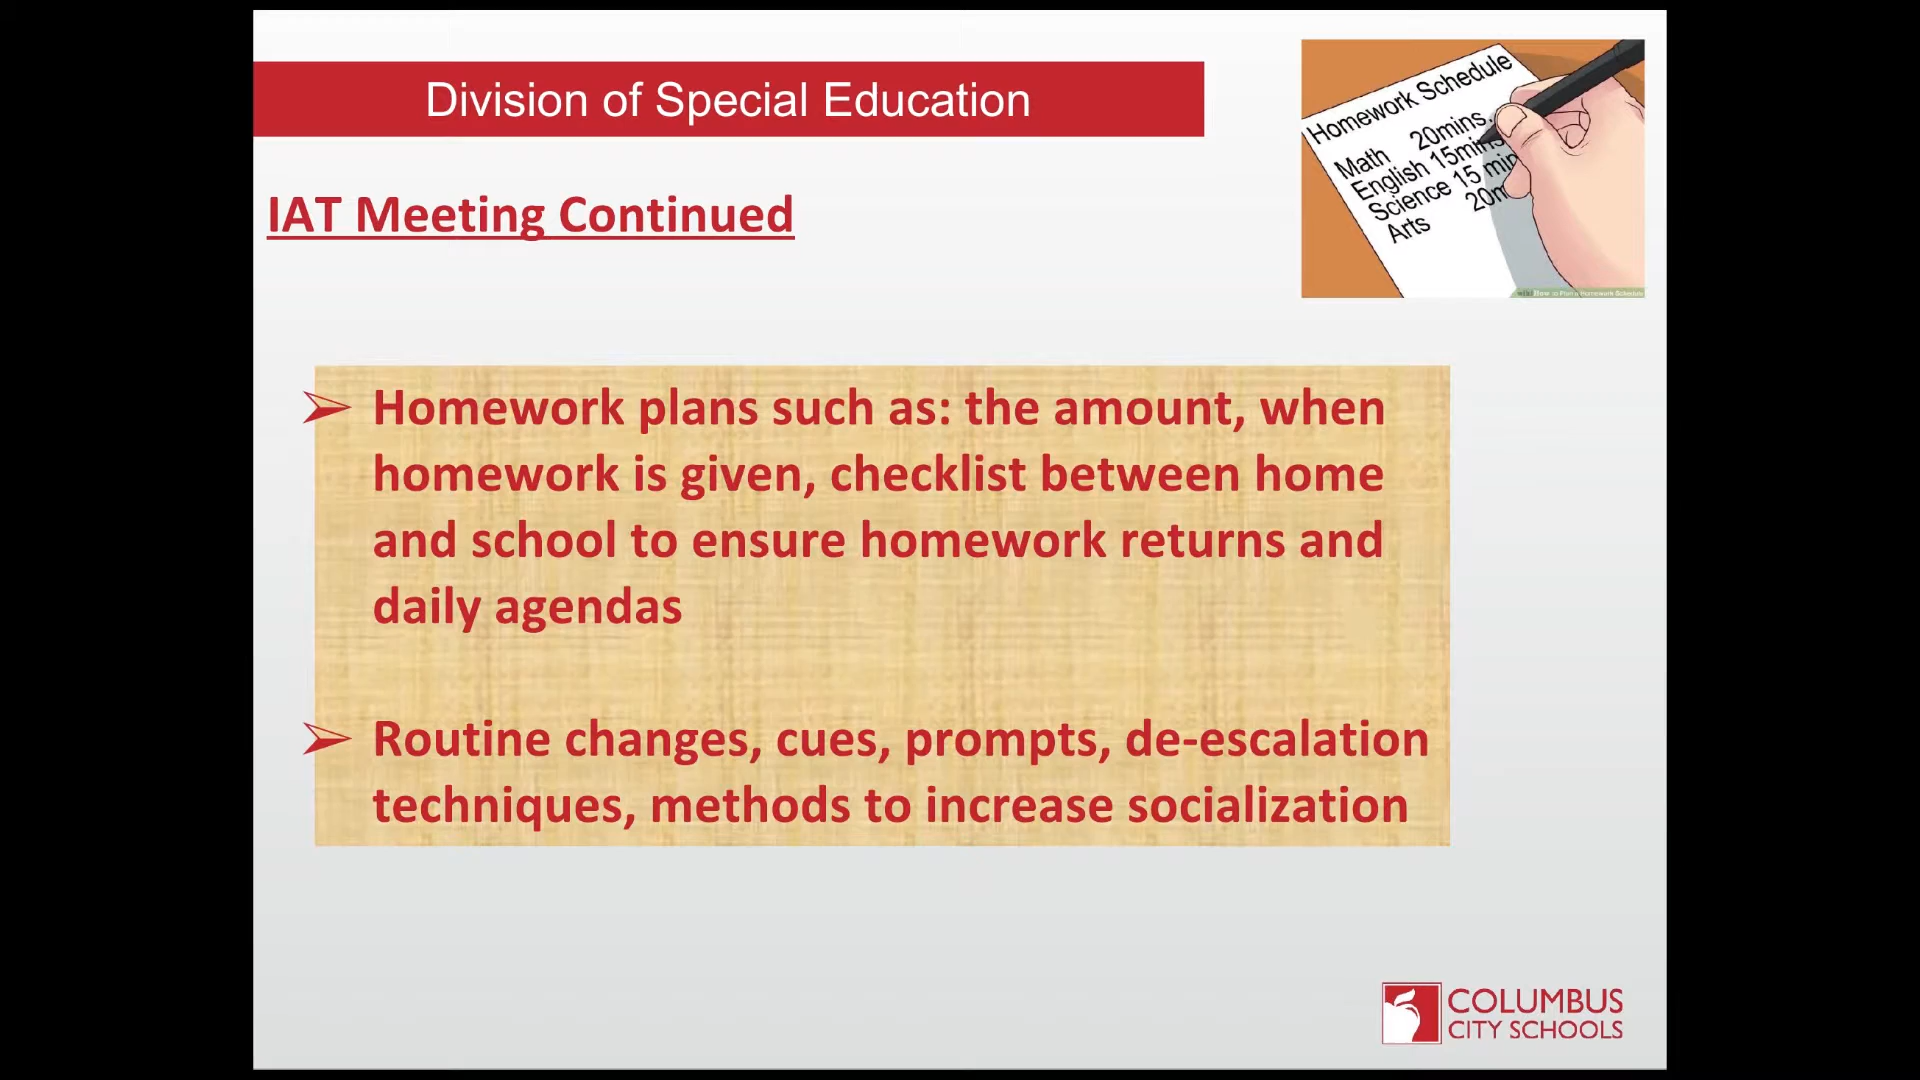 Division of Special Education
IAT Meeting Continued
Homework Schedule
Math 20mins.
English 15mins
Science 15 min
Arts 20m
Homework plans such as: the amount, when
homework is given, checklist between home
and school to ensure homework returns and
daily agendas
Routine changes, cues, prompts, de-escalation
techniques, methods to increase socialization
COLUMBUS
CITY SCHOOLS